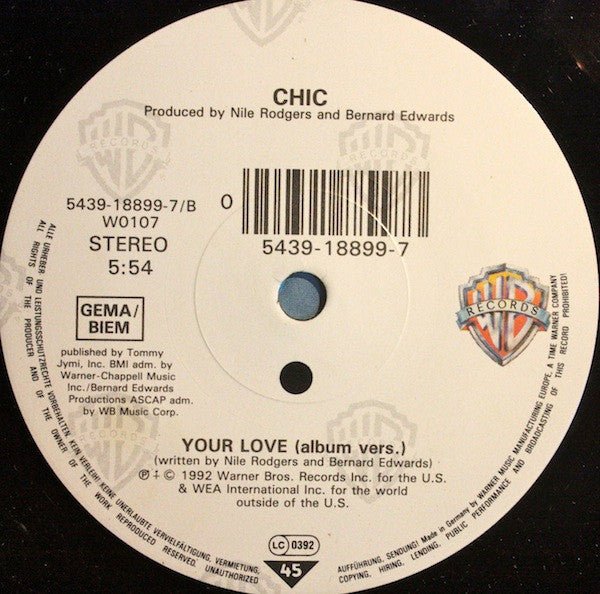 CHIC
Produced by Nile Rodgers and Bernard Edwards
5439-18899-7/B
W0107
STEREO
5:54
0
5439-18899-7
GEMA/
BIEM
published by Tommy
Jymi, Inc. BMI adm. by
Warner-Chappell Music
Inc./Bernard Edwards
Productions ASCAP adm.
by WB Music Corp.
RECORDS
YOUR LOVE (album vers.)
(written by Nile Rodgers and Bernard Edwards)
℗ + © 1992 Warner Bros. Records Inc. for the U.S.
& WEA International Inc. for the world
outside of the U.S.
LC 0392
45
ALLE URHEBER- UND LEISTUNGSSCHUTZRECHTE VORBEHALTEN. KEIN VERLEIH! KEINE UNERLAUBTE VERVIELFÄLTIGUNG, VERMIETUNG,
AUFFÜHRUNG, SENDUNG! Made in Germany by WARNER MUSIC MANUFACTURING EUROPE, A TIME WARNER COMPANY
ALL RIGHTS OF THE PRODUCER AND OF THE OWNER OF THE WORK REPRODUCED RESERVED. UNAUTHORIZED
COPYING, HIRING, LENDING, PUBLIC PERFORMANCE AND BROADCASTING OF THIS RECORD PROHIBITED!